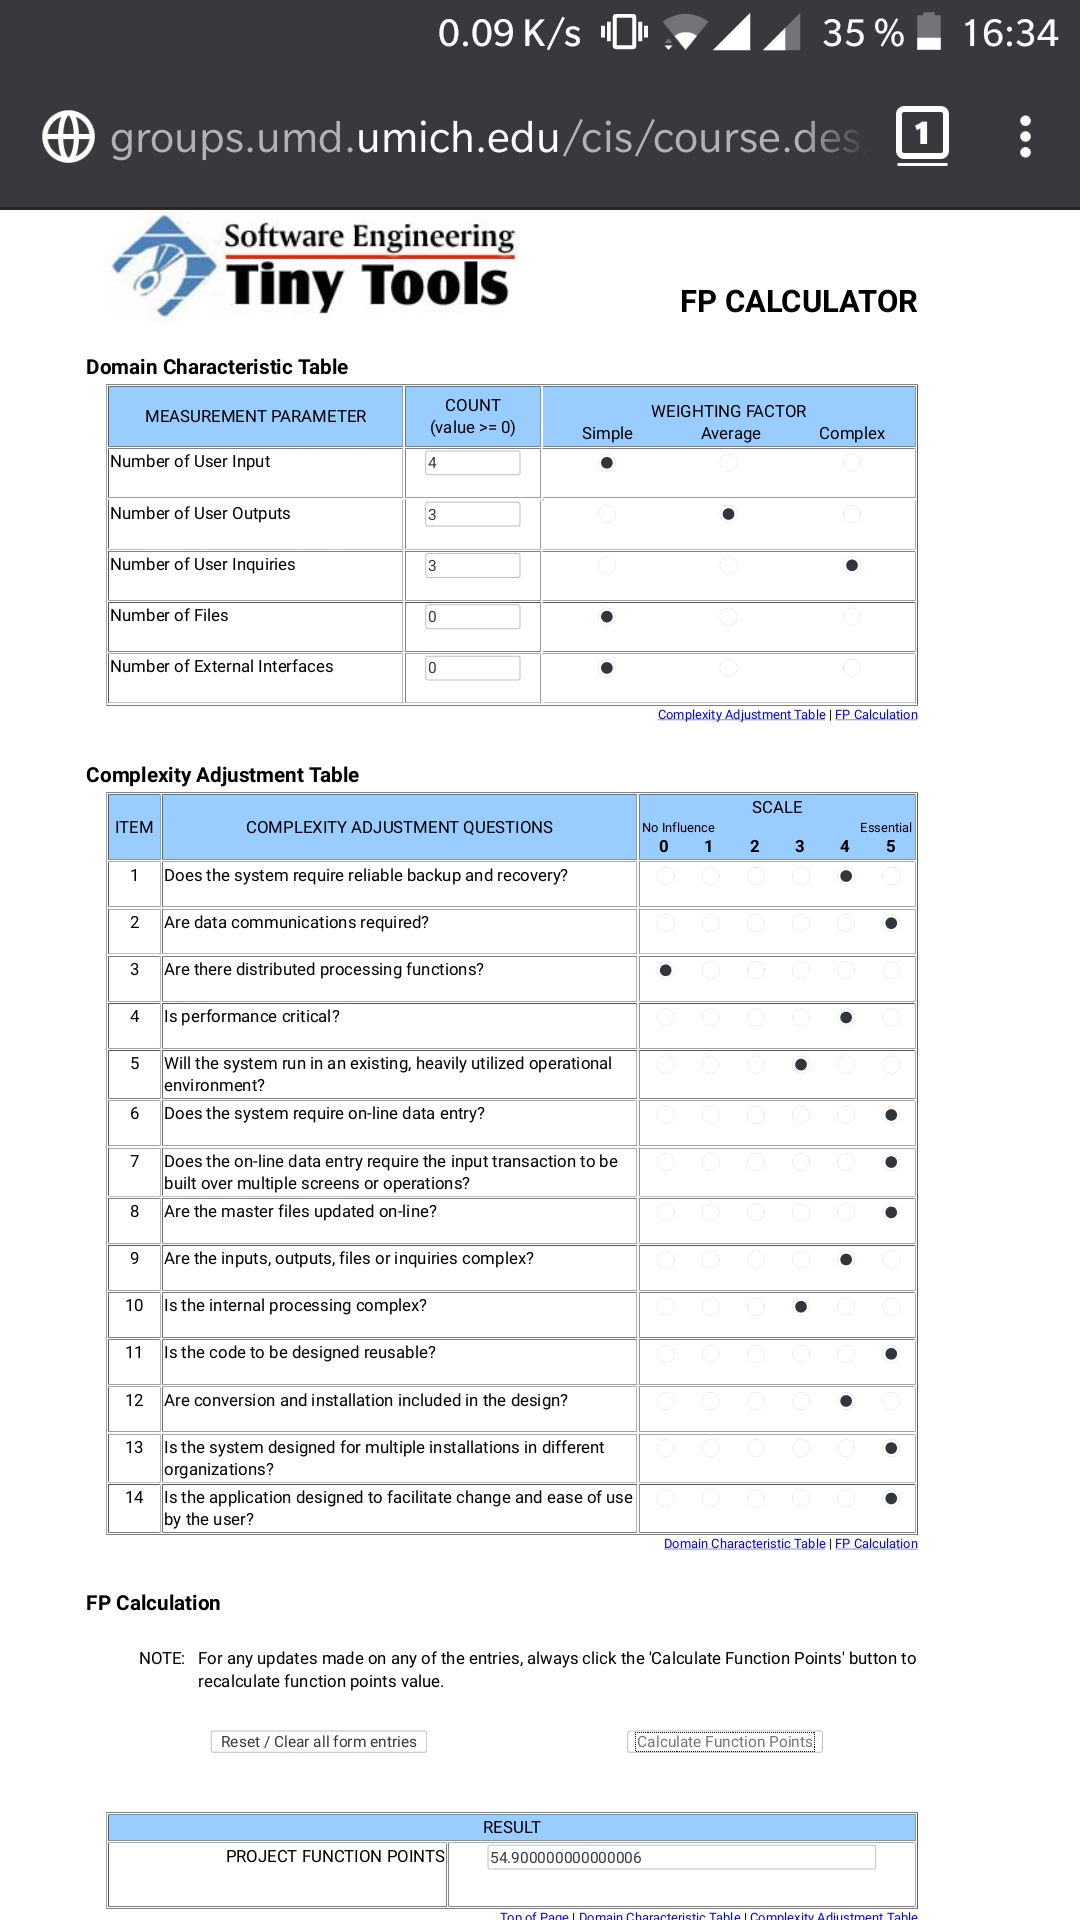 0.09 K/s 35 % 16:34
groups.umd.umich.edu/cis/course.des
1
Software Engineering
Tiny Tools
FP CALCULATOR
Domain Characteristic Table
MEASUREMENT PARAMETER
COUNT
(value >= 0)
WEIGHTING FACTOR
Simple Average Complex
Number of User Input 4
Number of User Outputs 3
Number of User Inquiries 3
Number of Files 0
Number of External Interfaces 0
Complexity Adjustment Table | FP Calculation
Complexity Adjustment Table
ITEM COMPLEXITY ADJUSTMENT QUESTIONS
SCALE
No Influence Essential
0 1 2 3 4 5
1 Does the system require reliable backup and recovery?
2 Are data communications required?
3 Are there distributed processing functions?
4 Is performance critical?
5 Will the system run in an existing, heavily utilized operational
environment?
6 Does the system require on-line data entry?
7 Does the on-line data entry require the input transaction to be
built over multiple screens or operations?
8 Are the master files updated on-line?
9 Are the inputs, outputs, files or inquiries complex?
10 Is the internal processing complex?
11 Is the code to be designed reusable?
12 Are conversion and installation included in the design?
13 Is the system designed for multiple installations in different
organizations?
14 Is the application designed to facilitate change and ease of use
by the user?
Domain Characteristic Table | FP Calculation
FP Calculation
NOTE: For any updates made on any of the entries, always click the 'Calculate Function Points' button to
recalculate function points value.
Reset / Clear all form entries Calculate Function Points
RESULT
PROJECT FUNCTION POINTS 54.900000000000006
Top of Page | Domain Characteristic Table | Complexity Adjustment Table